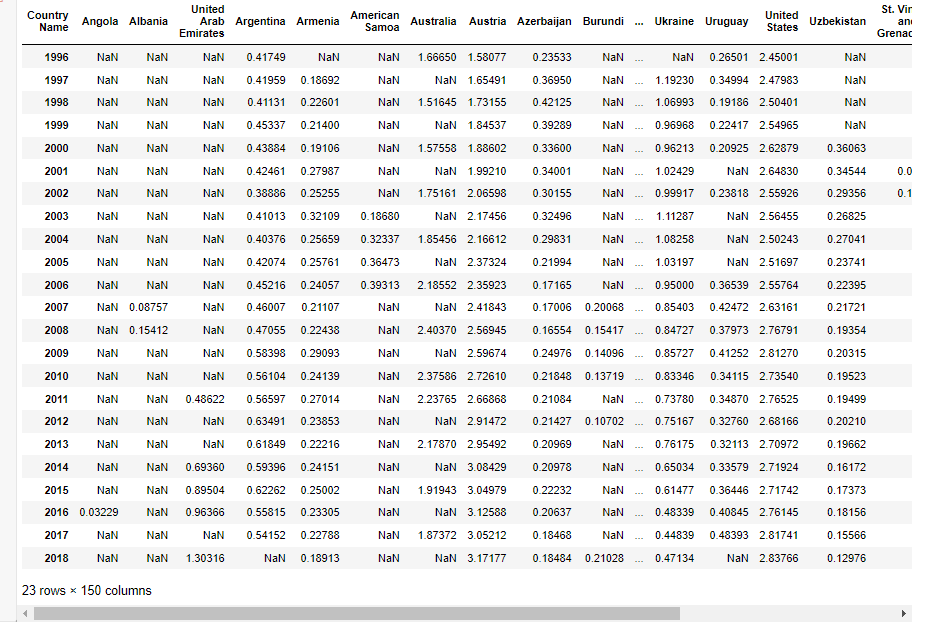 Country Name Angola Albania United Arab Emirates Argentina Armenia American Samoa Australia Austria Azerbaijan Burundi ... Ukraine Uruguay United States Uzbekistan St.
1996 NaN NaN NaN 0.41749 NaN NaN 1.66650 1.58077 0.23533 NaN ... NaN 0.26501 2.45001 NaN
1997 NaN NaN NaN 0.41959 0.18692 NaN NaN 1.65491 0.36950 NaN ... 1.19230 0.34994 2.47983 NaN
1998 NaN NaN NaN 0.41131 0.22601 NaN 1.51645 1.73155 0.42125 NaN ... 1.06993 0.19186 2.50401 NaN
1999 NaN NaN NaN 0.45337 0.21400 NaN NaN 1.84537 0.39289 NaN ... 0.96968 0.22417 2.54965 NaN
2000 NaN NaN NaN 0.43884 0.19106 NaN 1.57558 1.88602 0.33600 NaN ... 0.96213 0.20925 2.62879 0.36063
2001 NaN NaN NaN 0.42461 0.27987 NaN NaN 1.99210 0.34001 NaN ... 1.02429 NaN 2.64830 0.34544 0.0
2002 NaN NaN NaN 0.38886 0.25255 NaN 1.75161 2.06598 0.30155 NaN ... 0.99917 0.23818 2.55926 0.29356 0.1
2003 NaN NaN NaN 0.41013 0.32109 0.18680 NaN 2.17456 0.32496 NaN ... 1.11287 NaN 2.56455 0.26825
2004 NaN NaN NaN 0.40376 0.25659 0.32337 1.85456 2.16612 0.29831 NaN ... 1.08258 NaN 2.50243 0.27041
2005 NaN NaN NaN 0.42074 0.25761 0.36473 NaN 2.37324 0.21994 NaN ... 1.03197 NaN 2.51697 0.23741
2006 NaN NaN NaN 0.45216 0.24057 0.39313 2.18552 2.35923 0.17165 NaN ... 0.95000 0.36539 2.55764 0.22395
2007 NaN 0.08757 NaN 0.46007 0.21107 NaN NaN 2.41843 0.17006 0.20068 ... 0.85403 0.42472 2.63161 0.21721
2008 NaN 0.15412 NaN 0.47055 0.22438 NaN 2.40370 2.56945 0.16554 0.15417 ... 0.84727 0.37973 2.76791 0.19354
2009 NaN NaN NaN 0.58398 0.29093 NaN NaN 2.59674 0.24976 0.14096 ... 0.85727 0.41252 2.81270 0.20315
2010 NaN NaN NaN 0.56104 0.24139 NaN 2.37586 2.72610 0.21848 0.13719 ... 0.83346 0.34115 2.73540 0.19523
2011 NaN NaN 0.48622 0.56597 0.27014 NaN 2.23765 2.66868 0.21084 NaN ... 0.73780 0.34870 2.76525 0.19499
2012 NaN NaN NaN 0.63491 0.23853 NaN NaN 2.91472 0.21427 0.10702 ... 0.75167 0.32760 2.68166 0.20210
2013 NaN NaN NaN 0.61849 0.22216 NaN 2.17870 2.95492 0.20969 NaN ... 0.76175 0.32113 2.70972 0.19662
2014 NaN NaN 0.69360 0.59396 0.24151 NaN NaN 3.08429 0.20978 NaN ... 0.65034 0.33579 2.71924 0.16172
2015 NaN NaN 0.89504 0.62262 0.25002 NaN 1.91943 3.04979 0.22232 NaN ... 0.61477 0.36446 2.71742 0.17373
2016 0.03229 NaN 0.96366 0.55815 0.23305 NaN NaN 3.12588 0.20637 NaN ... 0.48339 0.40845 2.76145 0.18156
2017 NaN NaN NaN 0.54152 0.22788 NaN 1.87372 3.05212 0.18468 NaN ... 0.44839 0.48393 2.81741 0.15566
2018 NaN NaN 1.30316 NaN 0.18913 NaN NaN 3.17177 0.18484 0.21028 ... 0.47134 NaN 2.83766 0.12976
23 rows × 150 columns